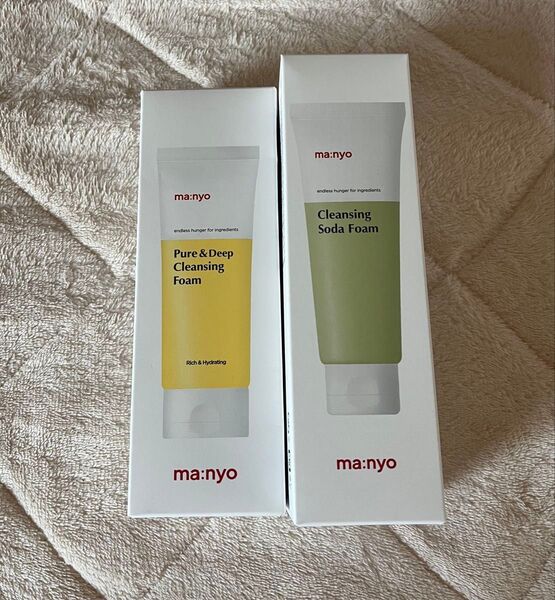 ma:nyo
endless hunger for ingredients
Pure & Deep
Cleansing
Foam
Rich & Hydrating
ma:nyo
ma:nyo
endless hunger for ingredients
Cleansing
Soda Foam
ma:nyo